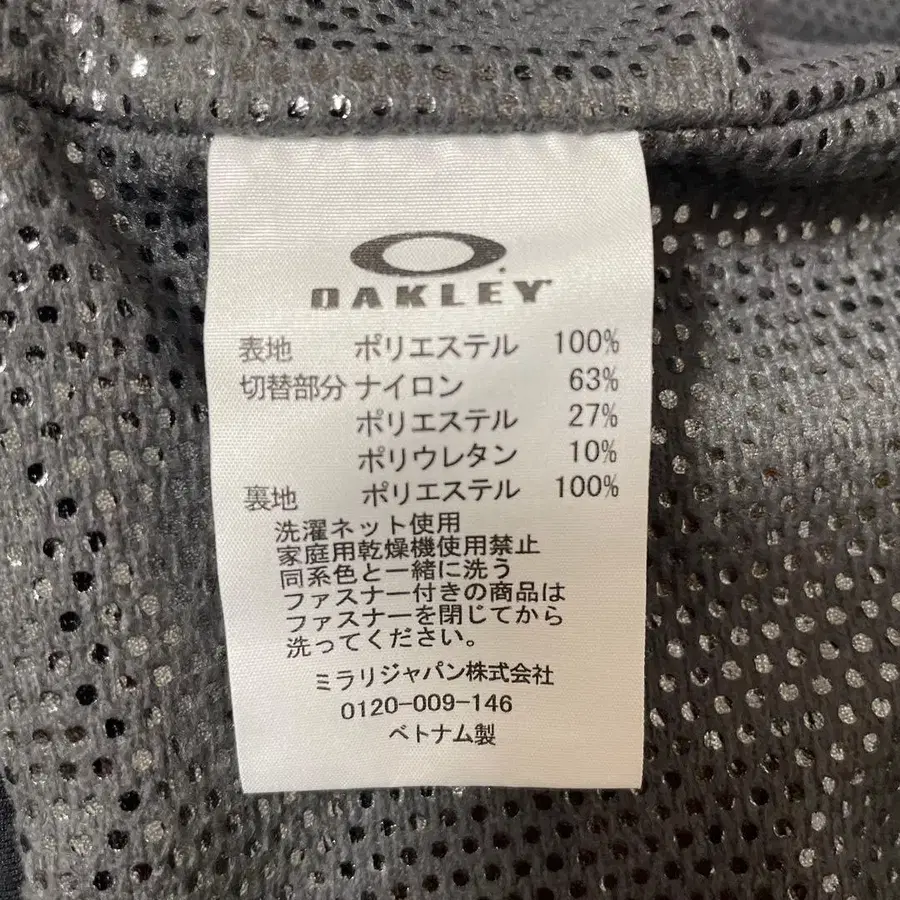 OAKLEY
表地 ポリエステル 100%
切替部分 ナイロン 63%
ポリエステル 27%
ポリウレタン 10%
裏地 ポリエステル 100%
洗濯ネット使用
家庭用乾燥機使用禁止
同系色と一緒に洗う
ファスナー付きの商品は
ファスナーを閉じてから
洗ってください。
ミラリジャパン株式会社
0120-009-146
ベトナム製